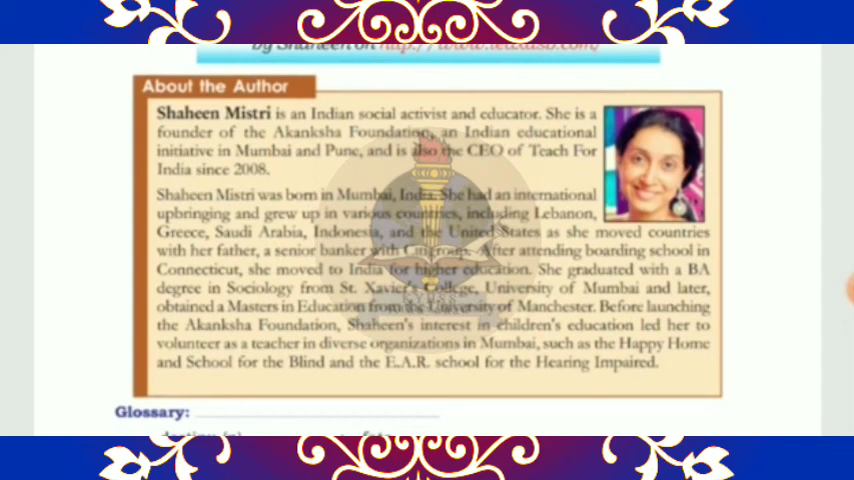 by Shaheen on http://www.tedxasb.com/
About the Author
Shaheen Mistri is an Indian social activist and educator. She is a
founder of the Akanksha Foundation, an Indian educational
initiative in Mumbai and Pune, and is also the CEO of Teach For
India since 2008.
Shaheen Mistri was born in Mumbai, India. She had an international
upbringing and grew up in various countries, including Lebanon,
Greece, Saudi Arabia, Indonesia, and the United States as she moved countries
with her father, a senior banker with Citigroup. After attending boarding school in
Connecticut, she moved to India for higher education. She graduated with a BA
degree in Sociology from St. Xavier's College, University of Mumbai and later,
obtained a Masters in Education from the University of Manchester. Before launching
the Akanksha Foundation, Shaheen's interest in children's education led her to
volunteer as a teacher in diverse organizations in Mumbai, such as the Happy Home
and School for the Blind and the E.A.R. school for the Hearing Impaired.
Glossary: